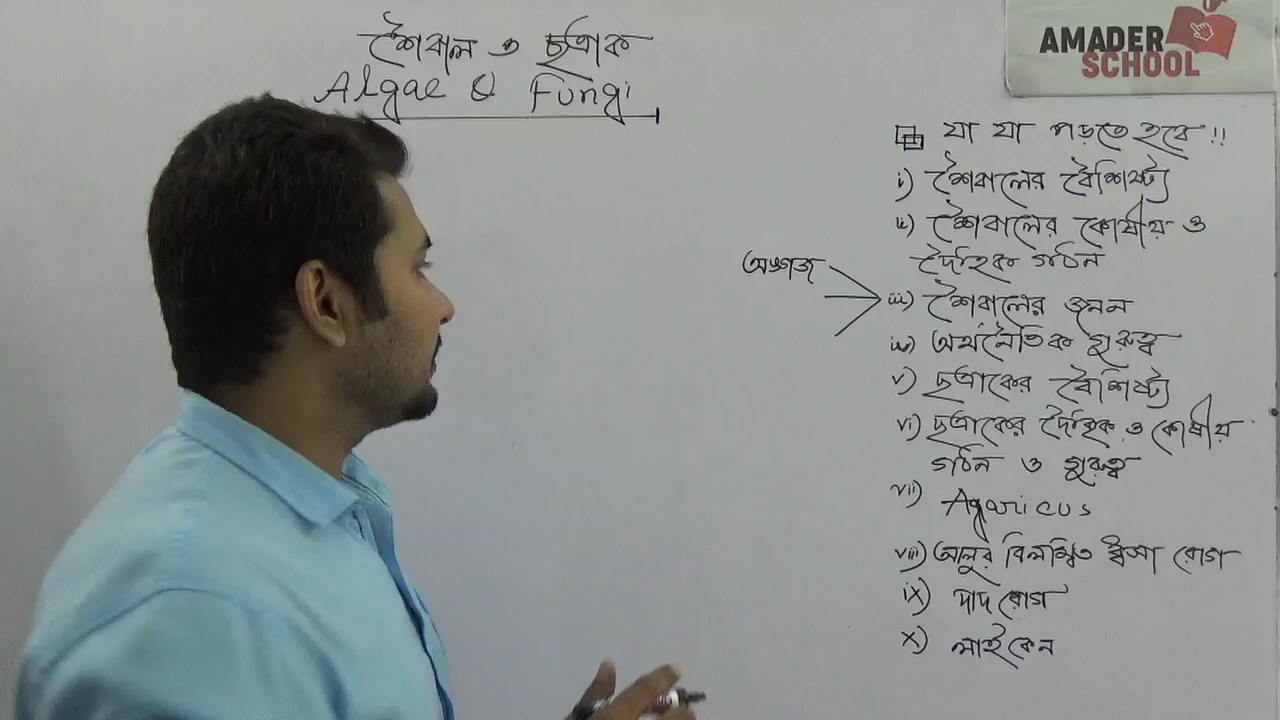 শৈবাল ও ছত্রাক
Algae & Fungi
AMADER
SCHOOL
যা যা পড়তে হবে !!
i) শৈবালের বৈশিষ্ট্য
ii) শৈবালের কোষীয় ও
দৈহিক গঠন
অঙ্গজ
iii) শৈবালের জনন
iv) অর্থনৈতিক গুরুত্ব
v) ছত্রাকের বৈশিষ্ট্য
vi) ছত্রাকের দৈহিক ও কোষীয়
গঠন ও গুরুত্ব
vii) Agaricus
viii) আলুর বিলম্বিত ধ্বসা রোগ
ix) দাদ রোগ
x) লাইকেন